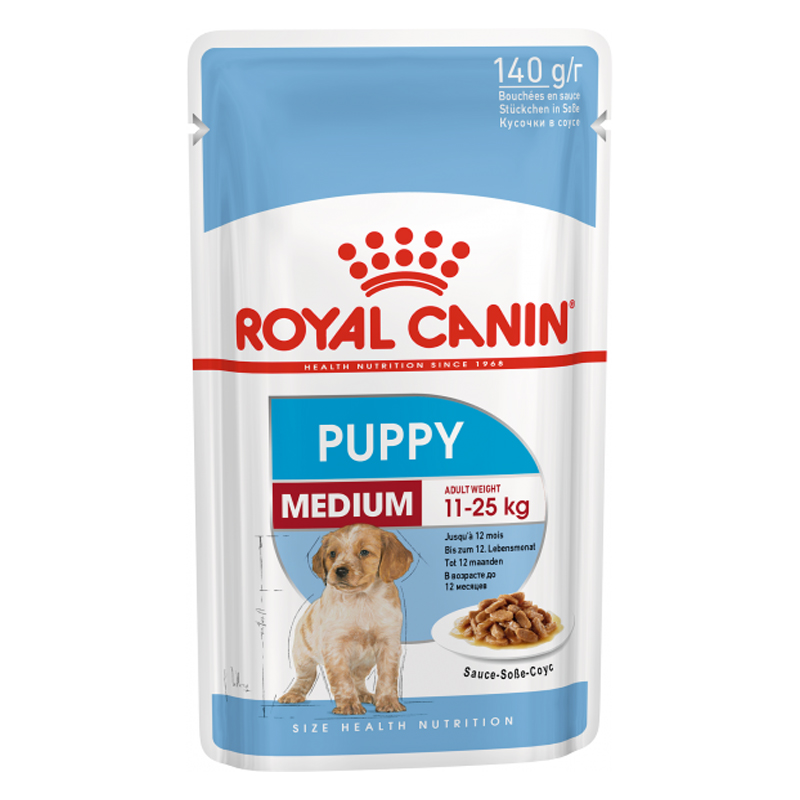 140 g/г
Bouchées en sauce
Stückchen in Soße
Кусочки в соусе
ROYAL CANIN®
HEALTH NUTRITION SINCE 1968
PUPPY
MEDIUM
ADULT WEIGHT
11-25 kg
Jusqu'à 12 mois
Bis zum 12. Lebensmonat
Tot 12 maanden
В возрасте до
12 месяцев
Sauce-Soße-Соус
SIZE HEALTH NUTRITION